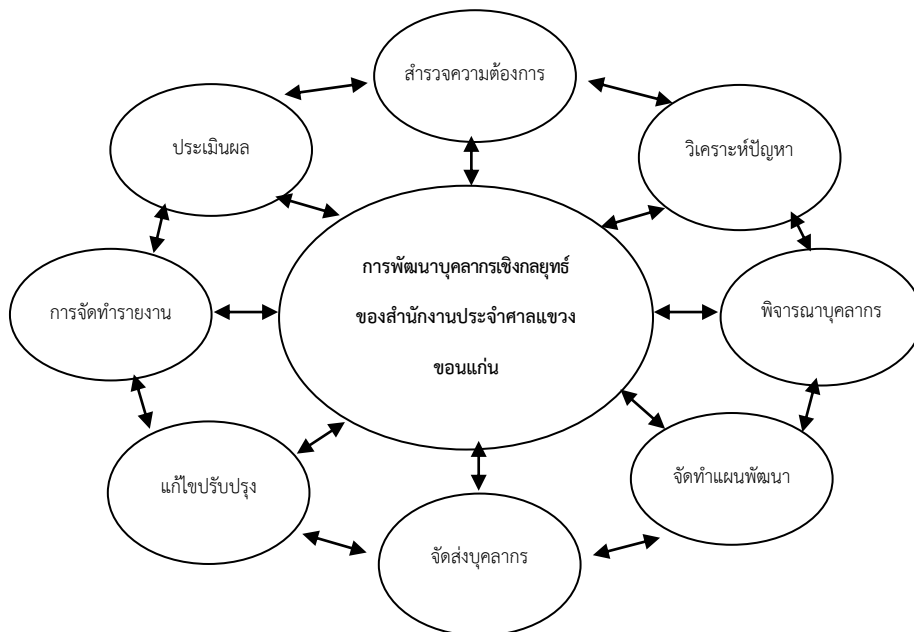 สำรวจความต้องการ
ประเมินผล
วิเคราะห์ปัญหา
การพัฒนาบุคลากรเชิงกลยุทธ์
ของสำนักงานประจำศาลแขวง
ขอนแก่น
การจัดทำรายงาน
พิจารณาบุคลากร
แก้ไขปรับปรุง
จัดทำแผนพัฒนา
จัดส่งบุคลากร